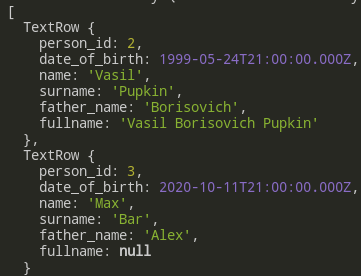 [
  TextRow {
    person_id: 2,
    date_of_birth: 1999-05-24T21:00:00.000Z,
    name: 'Vasil',
    surname: 'Pupkin',
    father_name: 'Borisovich',
    fullname: 'Vasil Borisovich Pupkin'
  },
  TextRow {
    person_id: 3,
    date_of_birth: 2020-10-11T21:00:00.000Z,
    name: 'Max',
    surname: 'Bar',
    father_name: 'Alex',
    fullname: null
  }